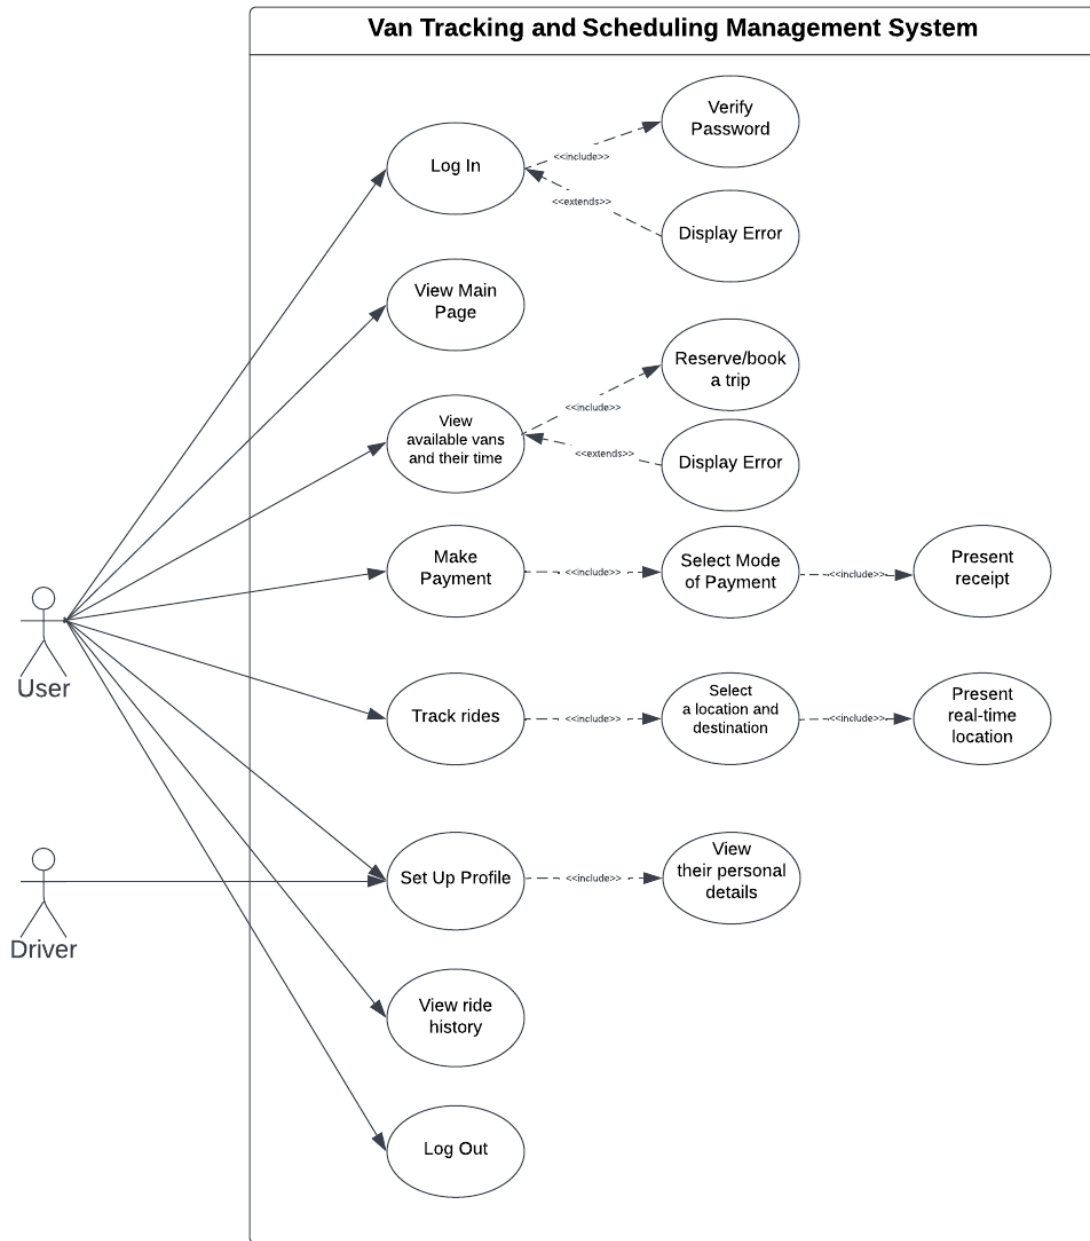 Van Tracking and Scheduling Management System
Verify
Password
Log In
<<include>>
<<extends>>
Display Error
View Main
Page
Reserve/book
a trip
View
available vans
and their time
<<include>>
<<extends>>
Display Error
Make
Payment
<<include>>
Select Mode
of Payment
<<include>>
Present
receipt
User
Track rides
<<include>>
Select
a location and
destination
<<include>>
Present
real-time
location
Driver
Set Up Profile
<<include>>
View
their personal
details
View ride
history
Log Out